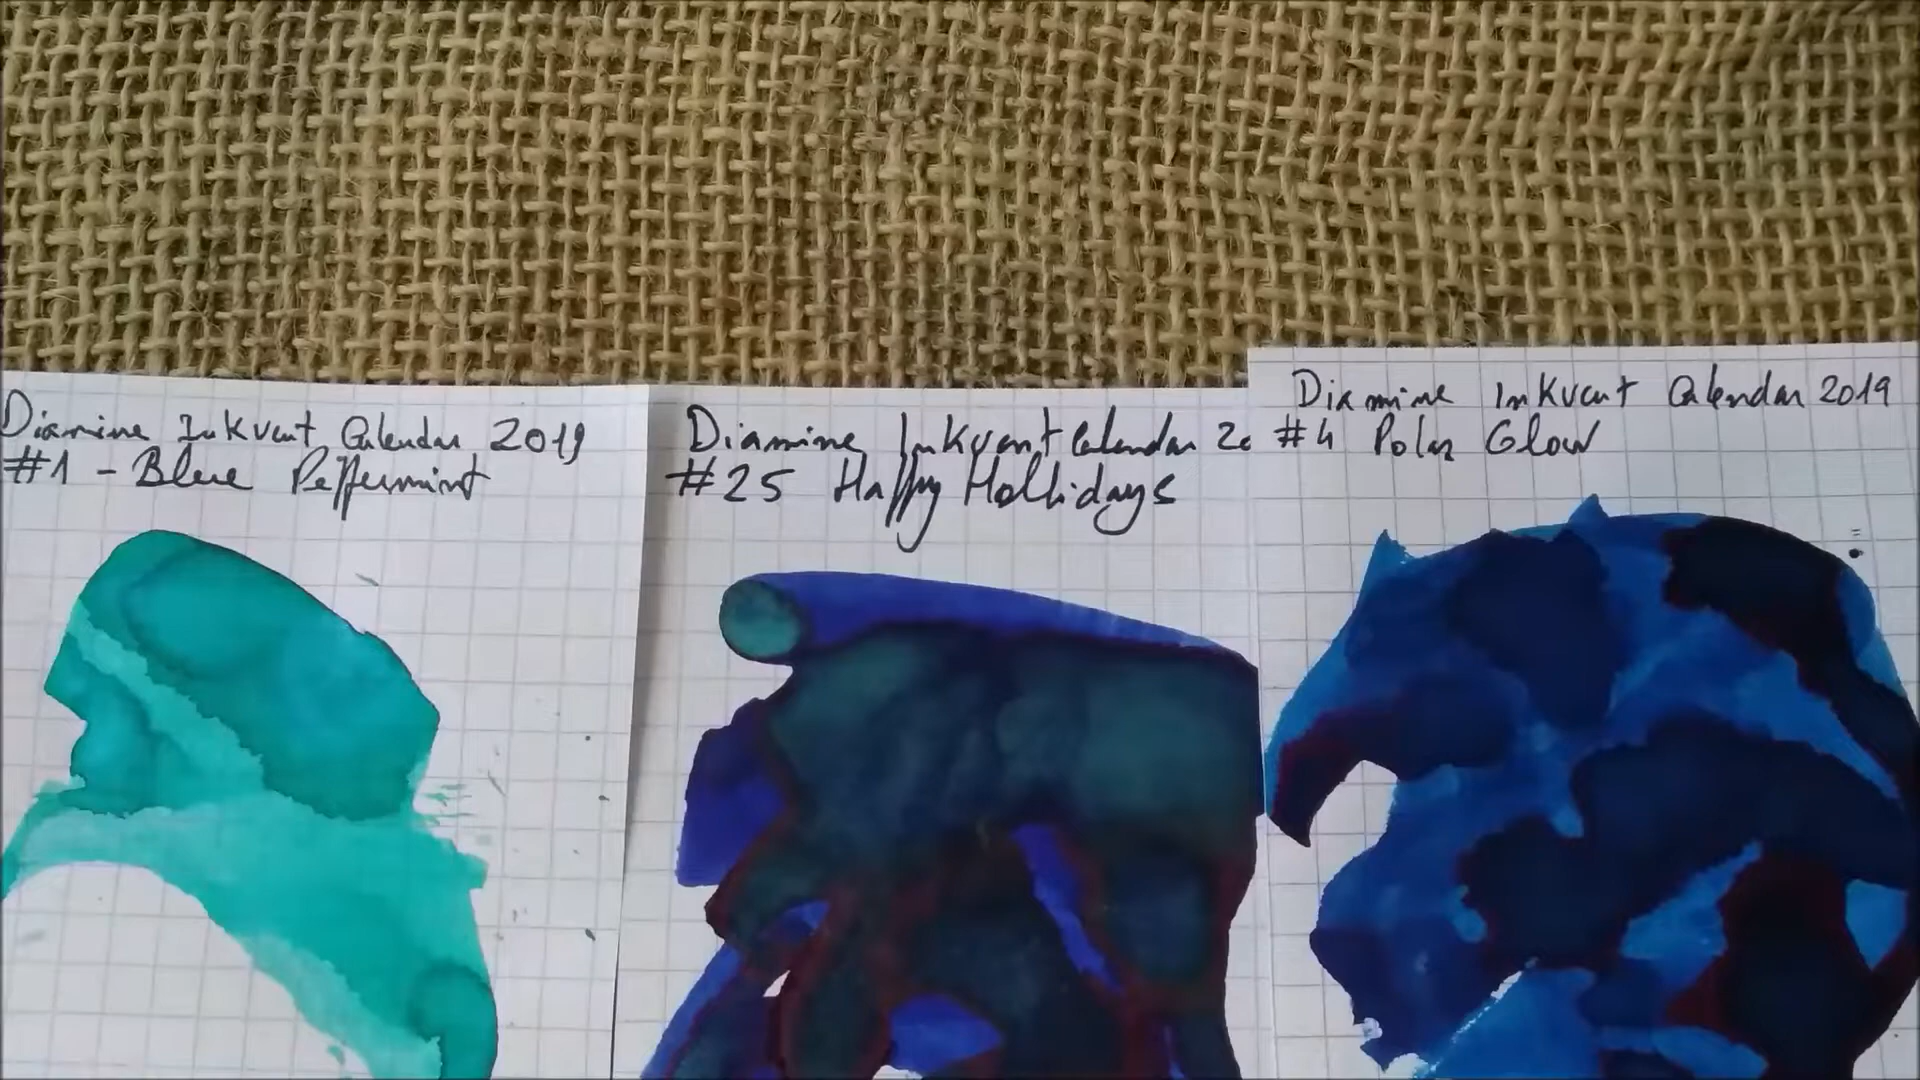 Diamine Inkvent Calendar 2019
#1 - Blue Peppermint
Diamine Inkvent Calendar 20
#25 Happy Hollidays
Diamine Inkvent Calendar 2019
#4 Polar Glow